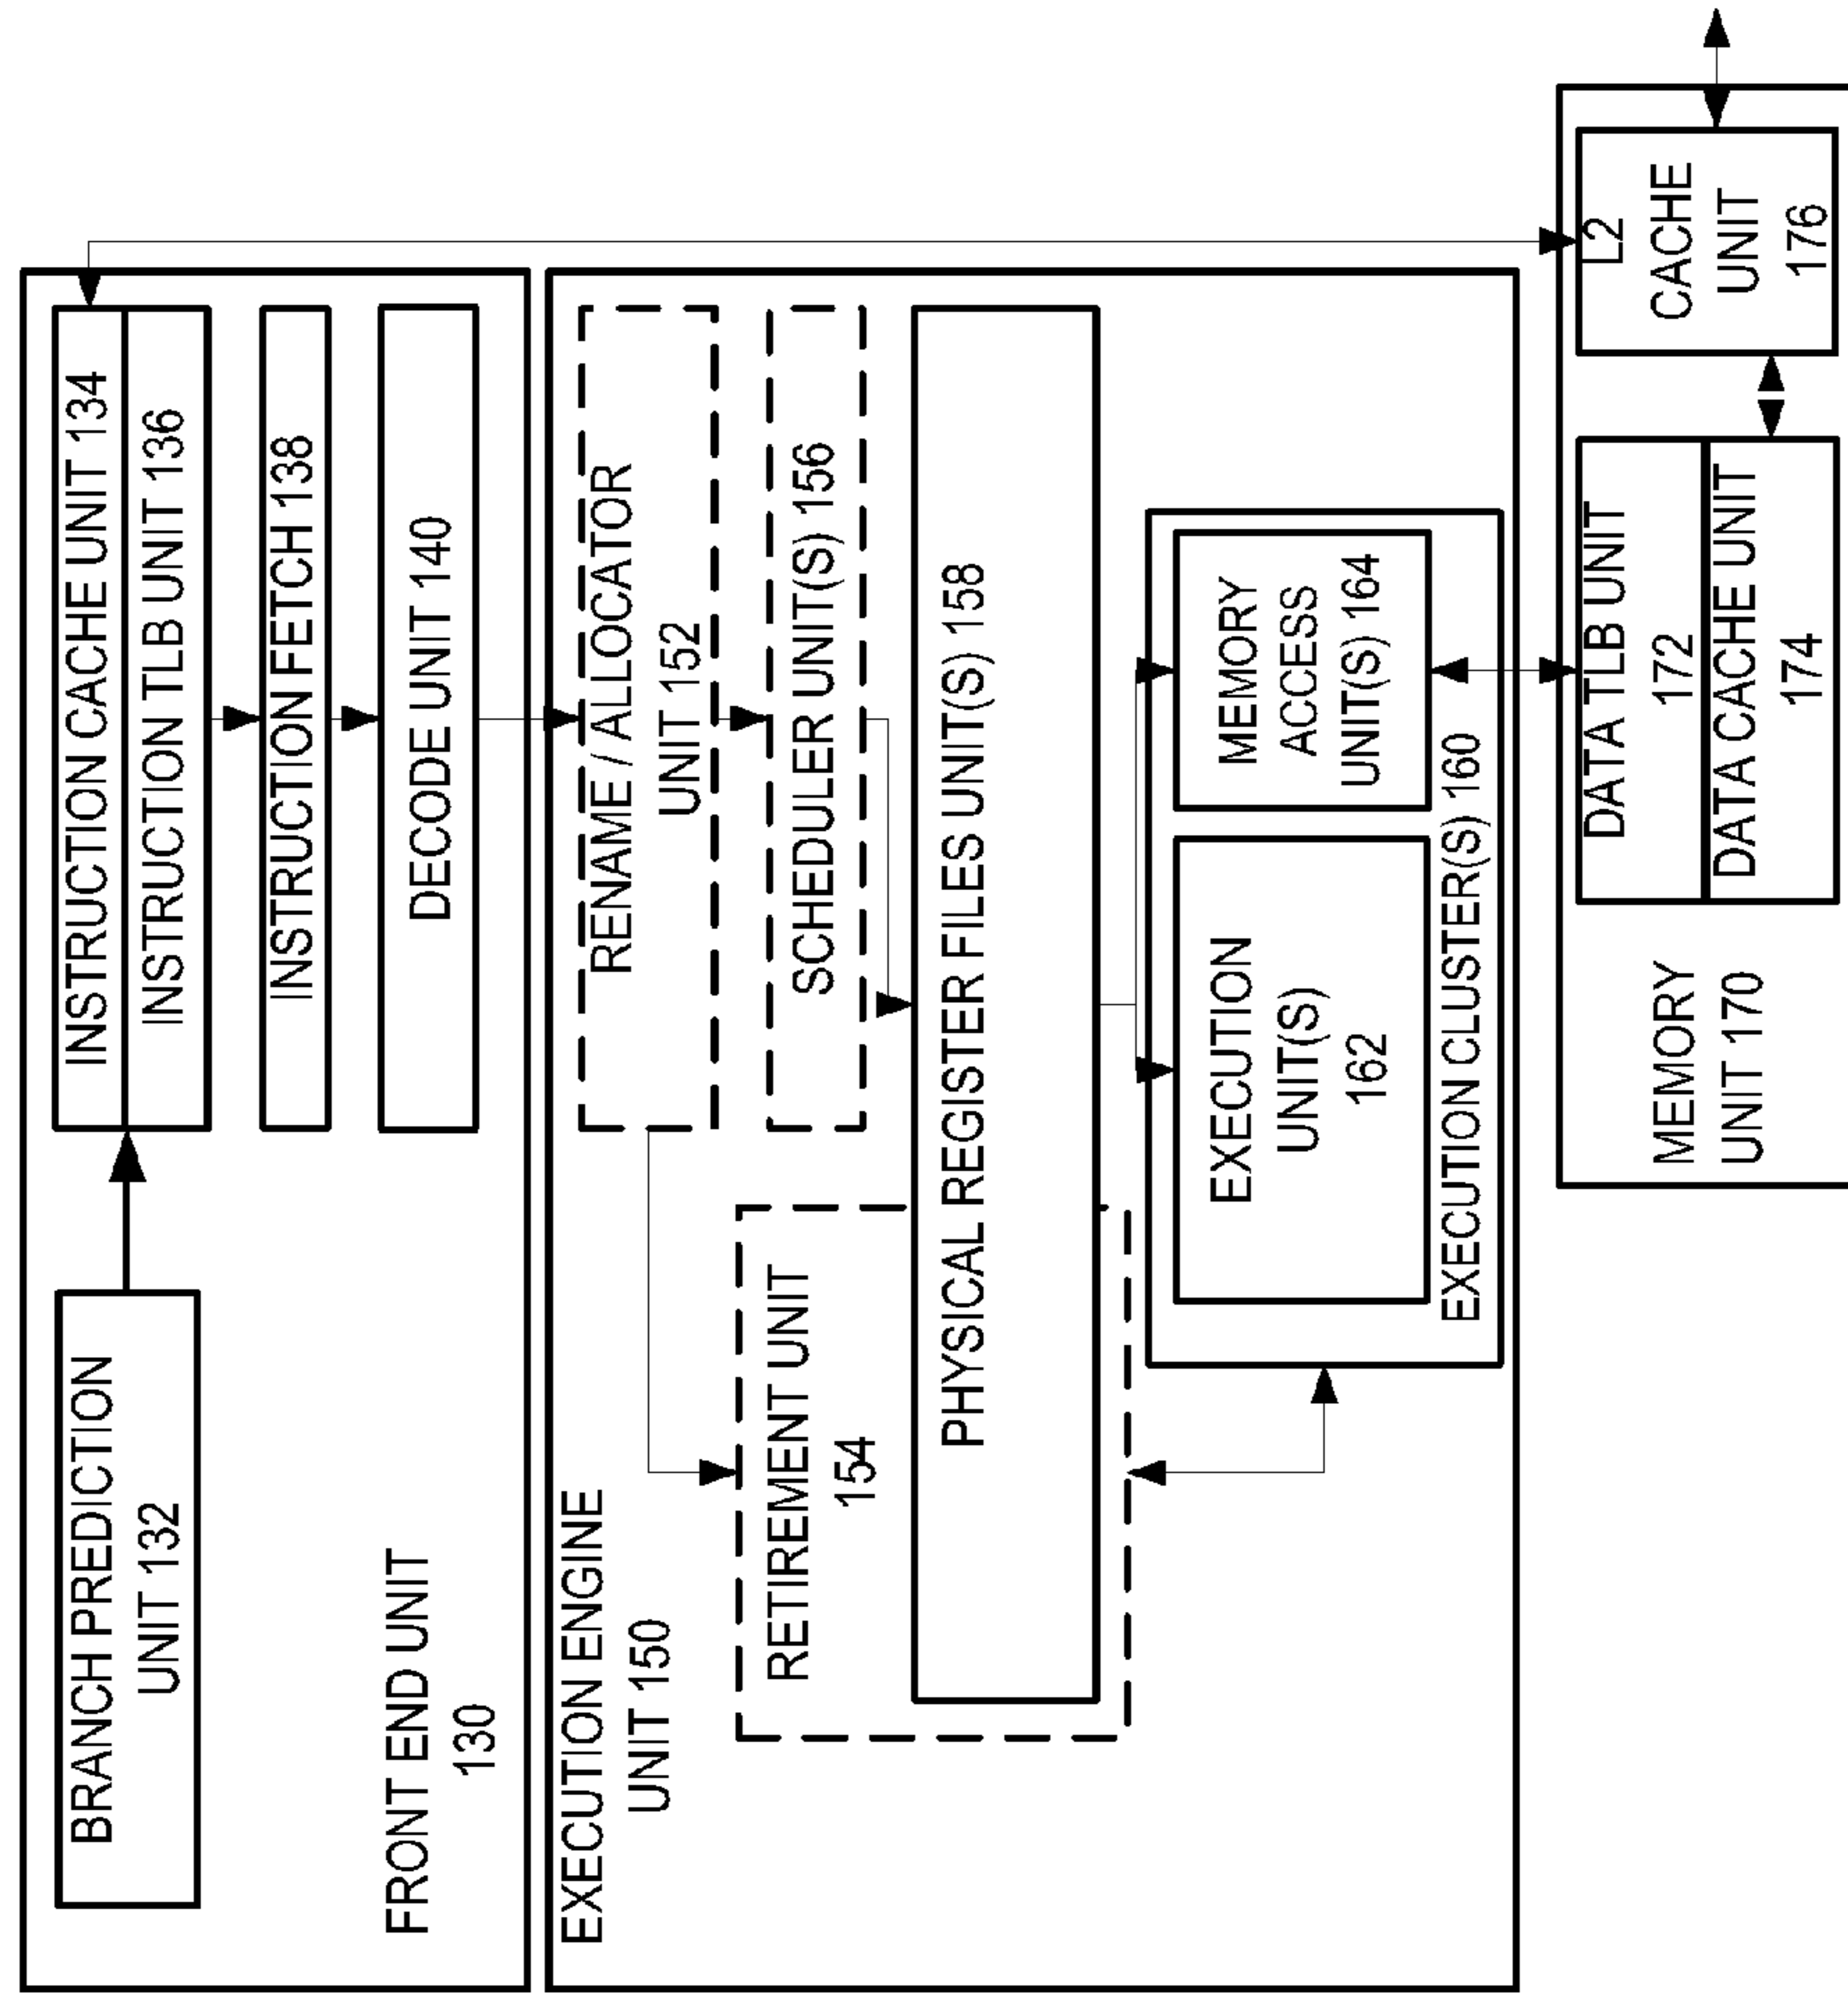 BRANCH PREDICTION
UNIT 132
INSTRUCTION CACHE UNIT 134
INSTRUCTION TLB UNIT 136
INSTRUCTION FETCH 138
DECODE UNIT 140
FRONT END UNIT
130
EXECUTION ENGINE
UNIT 150
RENAME / ALLOCATOR
UNIT 152
RETIREMENT UNIT
154
SCHEDULER UNIT(S) 156
PHYSICAL REGISTER FILES UNIT(S) 158
EXECUTION
UNIT(S)
162
MEMORY
ACCESS
UNIT(S) 164
EXECUTION CLUSTER(S) 160
MEMORY
UNIT 170
DATA TLB UNIT
172
DATA CACHE UNIT
174
L2
CACHE
UNIT
176